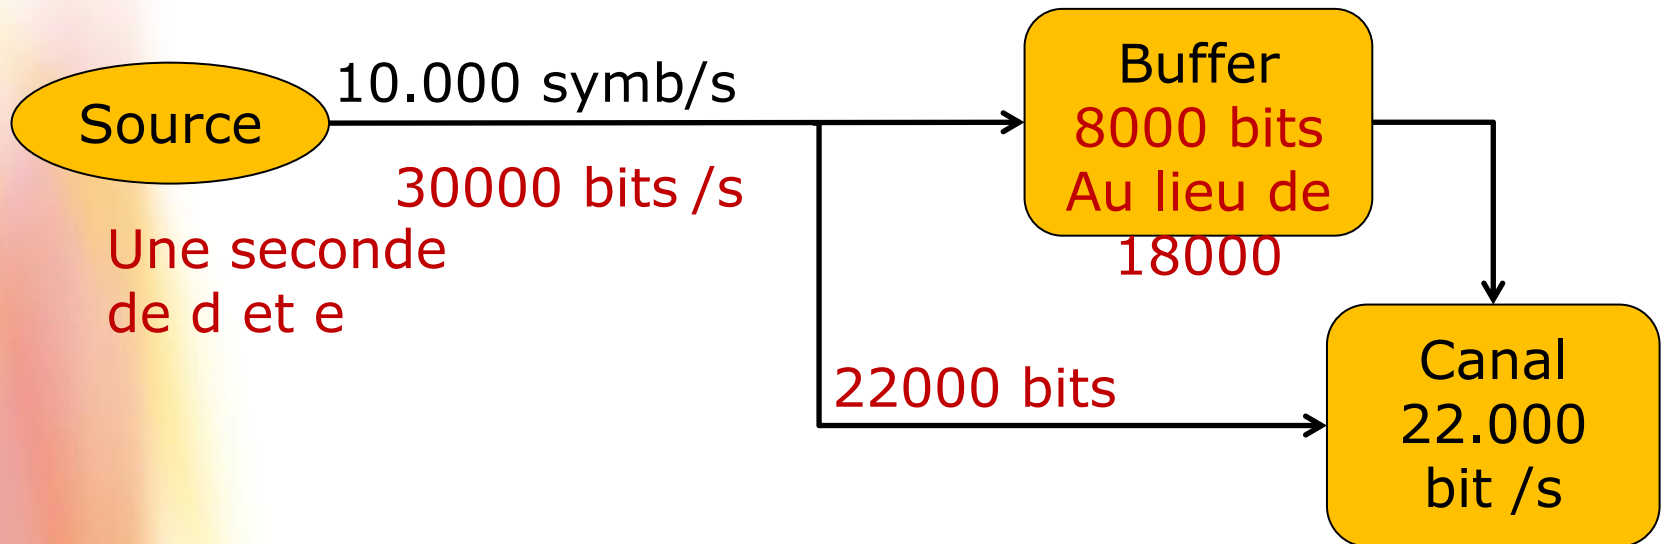 Source
10.000 symb/s
30000 bits /s
Une seconde
de d et e
Buffer
8000 bits
Au lieu de
18000
22000 bits
Canal
22.000
bit /s